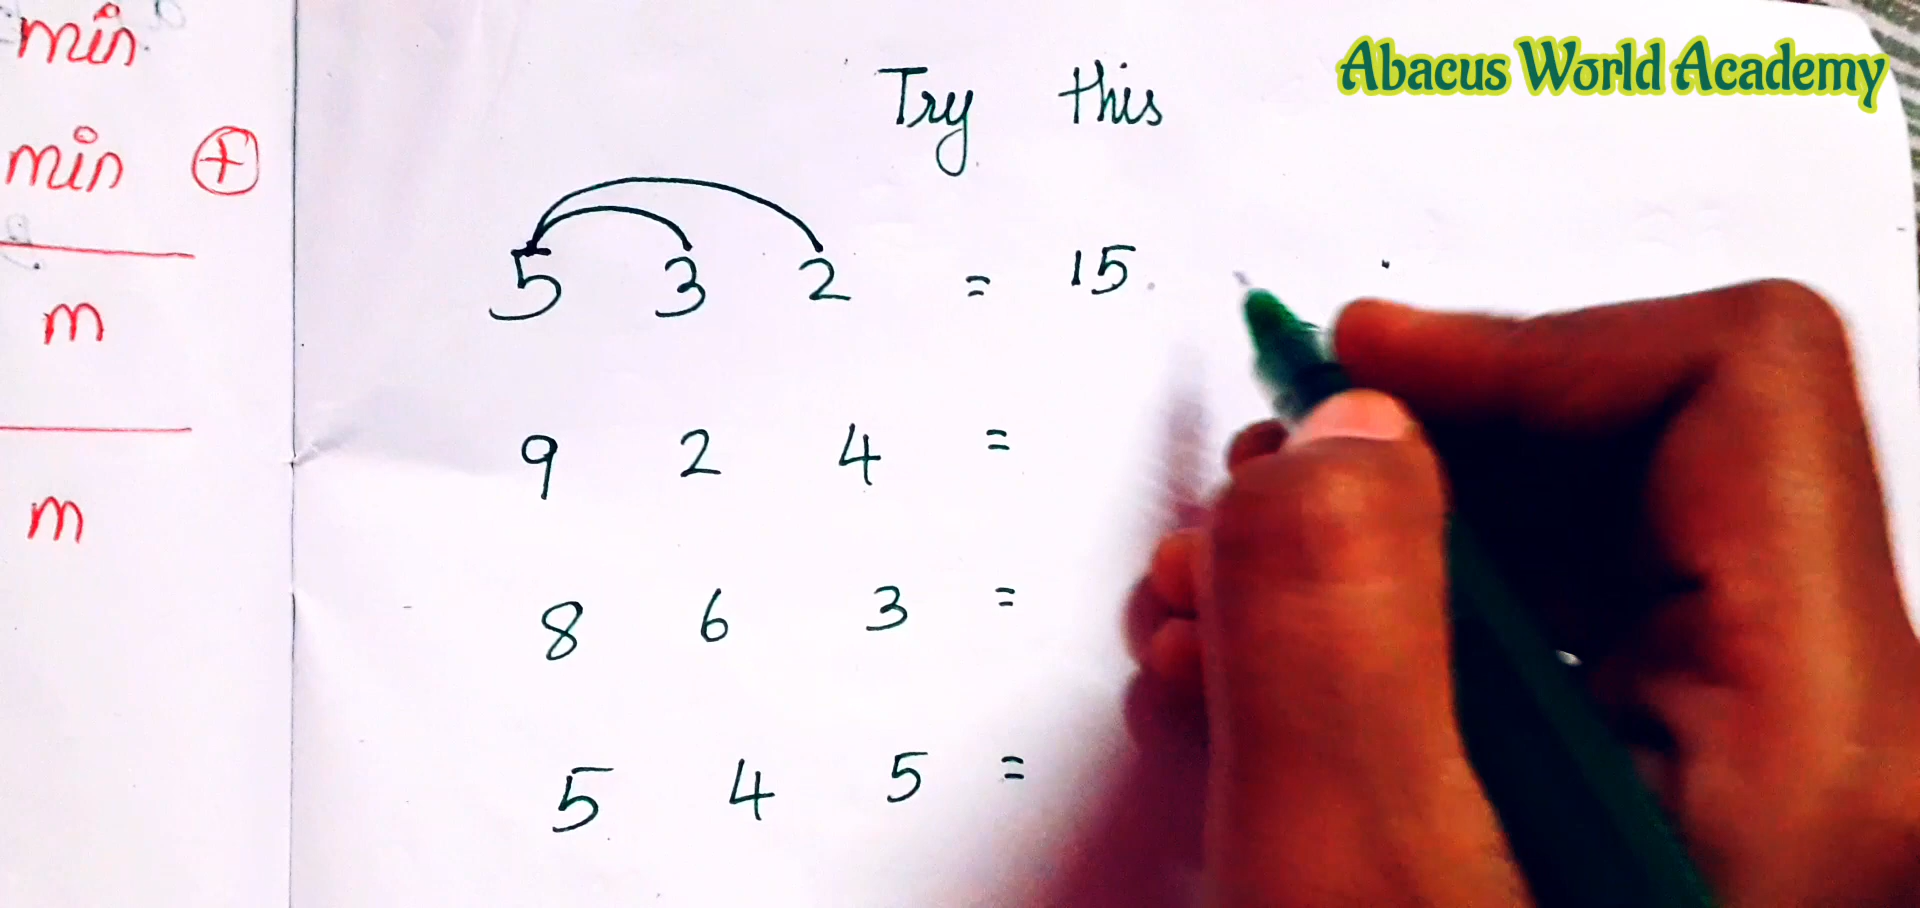 min
min +
m
m
Abacus World Academy
Try this
5 3 2 = 15
9 2 4 =
8 6 3 =
5 4 5 =